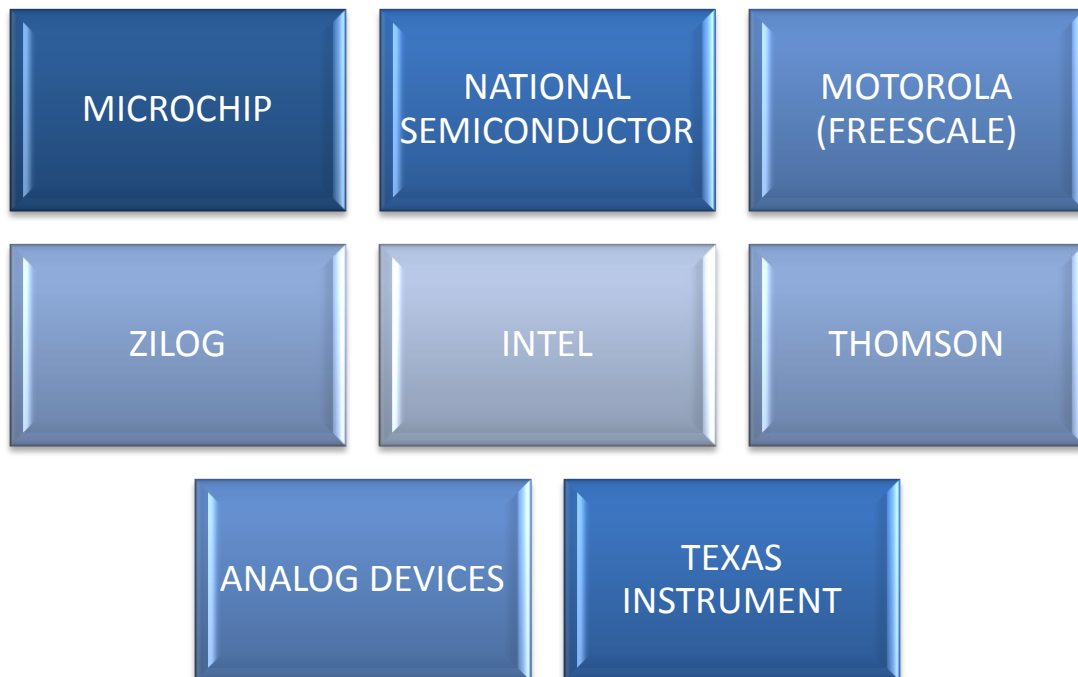 MICROCHIP
NATIONAL
SEMICONDUCTOR
MOTOROLA
(FREESCALE)
ZILOG
INTEL
THOMSON
ANALOG DEVICES
TEXAS
INSTRUMENT